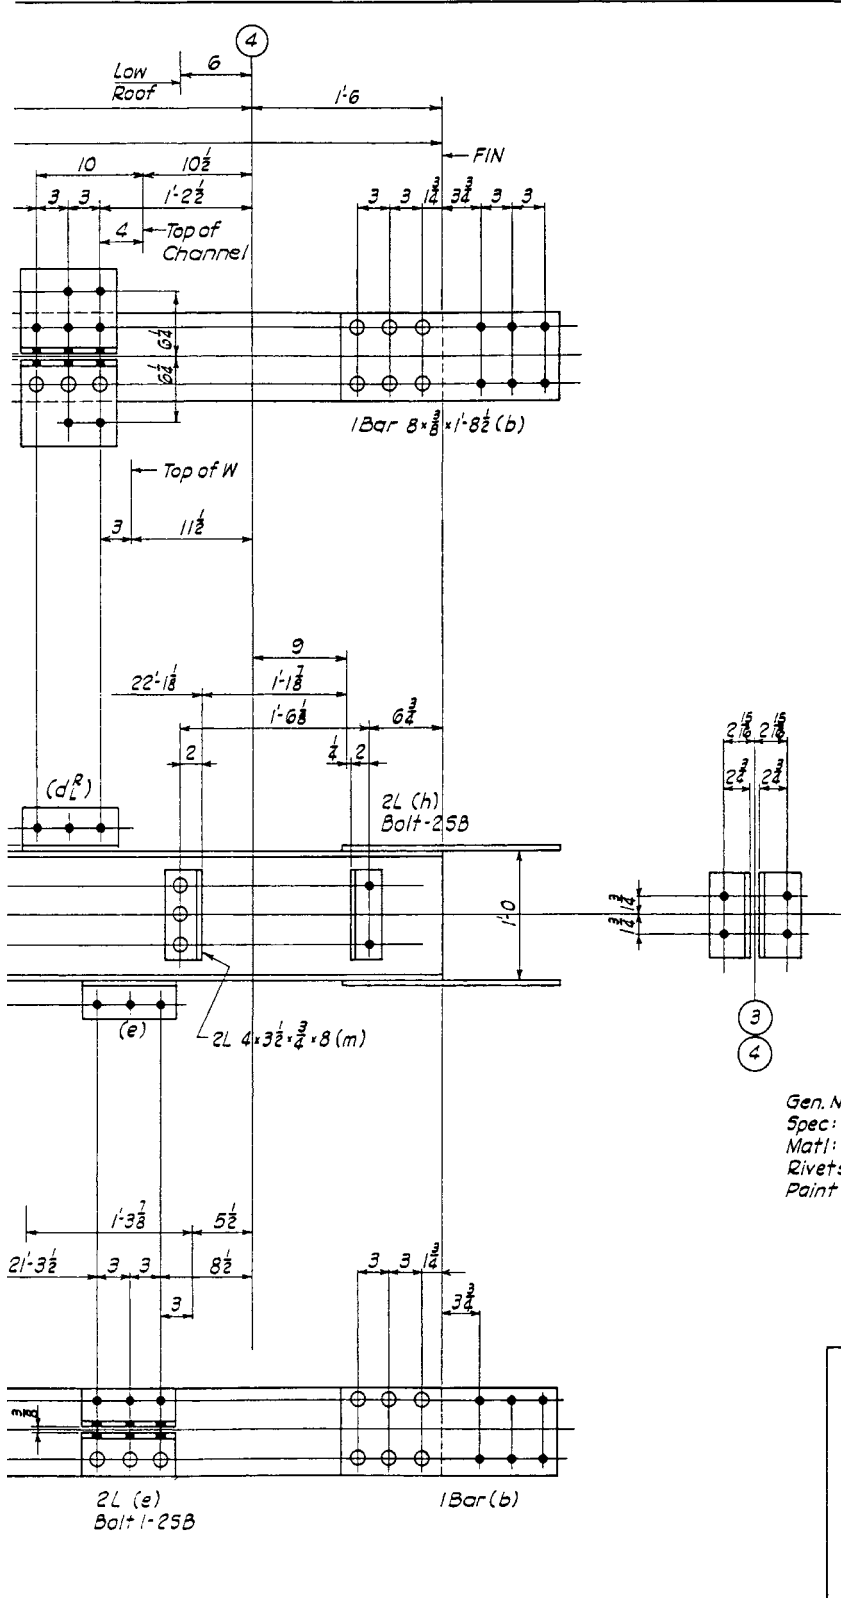 4
6
Low
Roof
1'-6
FIN
10
10 1/2
3
3
1'-2 1/2
3
3
1 3/4
3 3/4
3
3
4
Top of
Channel
6 1/4
6 1/4
1 Bar 8 x 3/8 x 1'-8 1/2 (b)
Top of W
3
11 1/2
9
22'-1 1/8
1'-1 7/8
1'-6 1/8
6 3/4
2
1/4
2
2 15/16
2 15/16
2 3/4
2 3/4
(d R/L)
2L (h)
Bolt-25B
1'-0
1 3/4
1 3/4
(e)
2L 4 x 3 1/2 x 3/4 x 8 (m)
3
4
Gen. N
Spec:
Matl:
Rivets
Paint
1'-3 7/8
5 1/2
21'-3 1/2
3
3
8 1/2
3
3
3
1 3/4
3 3/4
2L (e)
Bolt 1-25B
1 Bar (b)